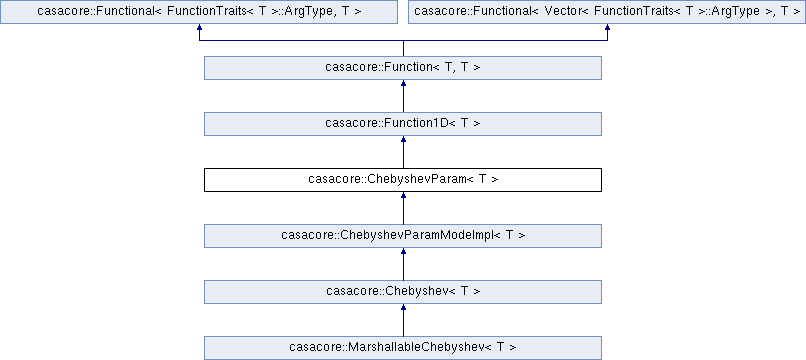 casacore::Functional< FunctionTraits< T >::ArgType, T >
casacore::Functional< Vector< FunctionTraits< T >::ArgType >, T >
casacore::Function< T, T >
casacore::Function1D< T >
casacore::ChebyshevParam< T >
casacore::ChebyshevParamModeImpl< T >
casacore::Chebyshev< T >
casacore::MarshallableChebyshev< T >